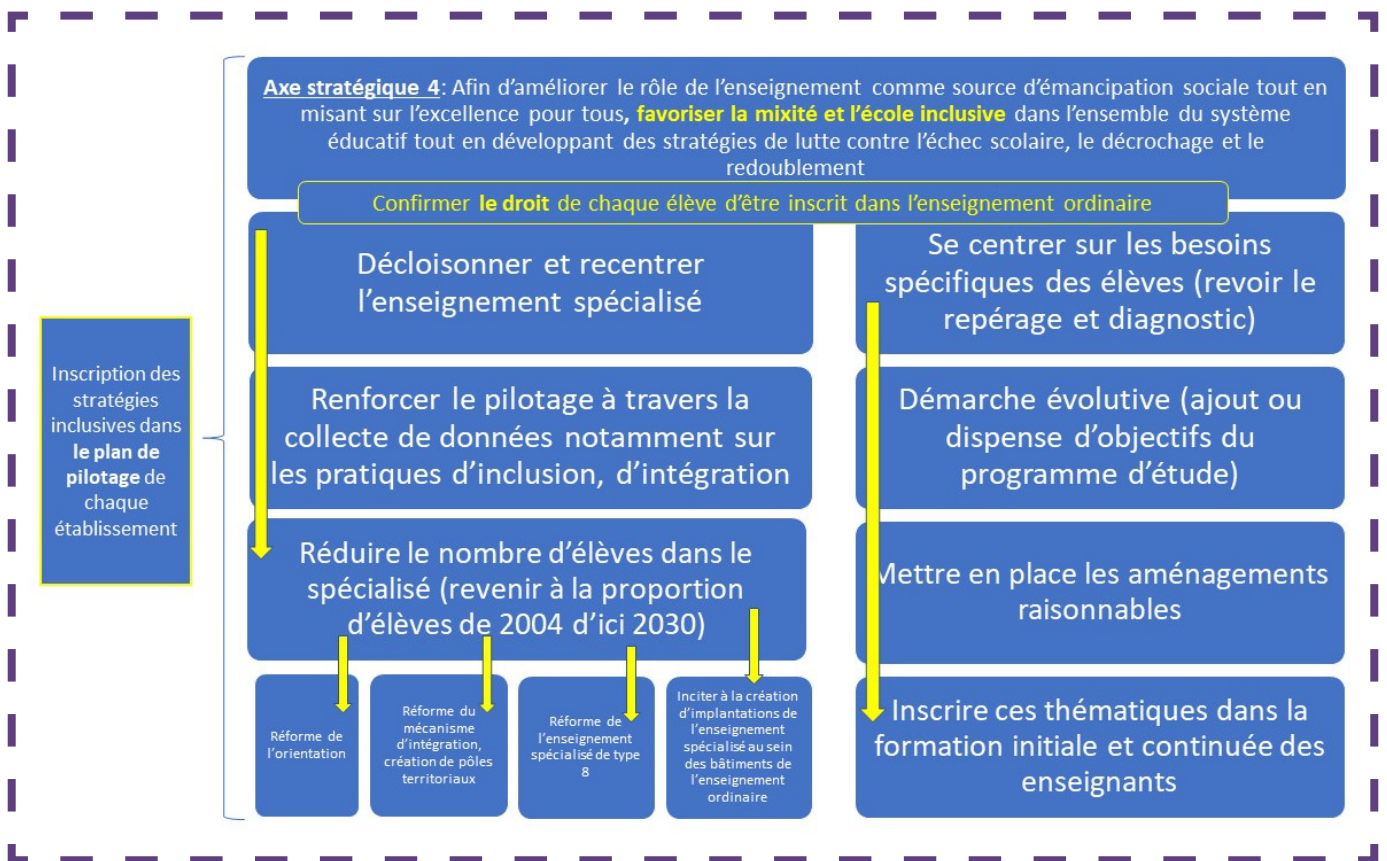 Axe stratégique 4: Afin d’améliorer le rôle de l’enseignement comme source d’émancipation sociale tout en
misant sur l’excellence pour tous, favoriser la mixité et l’école inclusive dans l’ensemble du système
éducatif tout en développant des stratégies de lutte contre l’échec scolaire, le décrochage et le
redoublement
Confirmer le droit de chaque élève d’être inscrit dans l’enseignement ordinaire
Inscription des
stratégies
inclusives dans
le plan de
pilotage de
chaque
établissement
Décloisonner et recentrer
l’enseignement spécialisé
Renforcer le pilotage à travers la
collecte de données notamment sur
les pratiques d’inclusion, d’intégration
Réduire le nombre d’élèves dans le
spécialisé (revenir à la proportion
d’élèves de 2004 d’ici 2030)
Réforme de
l’orientation
Réforme du
mécanisme
d’intégration,
création de pôles
territoriaux
Réforme de
l’enseignement
spécialisé de type
8
Inciter à la création
d’implantations de
l’enseignement
spécialisé au sein
des bâtiments de
l’enseignement
ordinaire
Se centrer sur les besoins
spécifiques des élèves (revoir le
repérage et diagnostic)
Démarche évolutive (ajout ou
dispense d’objectifs du
programme d’étude)
Mettre en place les aménagements
raisonnables
Inscrire ces thématiques dans la
formation initiale et continuée des
enseignants